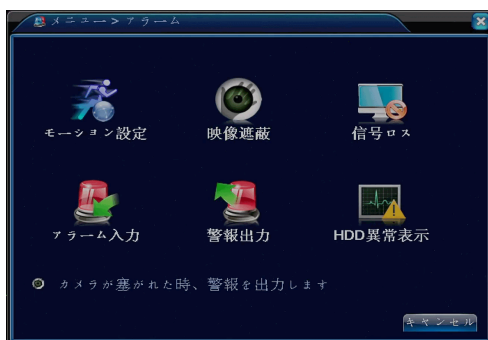 メニュー＞アラーム
モーション設定
映像遮蔽
信号ロス
アラーム入力
警報出力
HDD異常表示
カメラが塞がれた時、警報を出力します
キャンセル